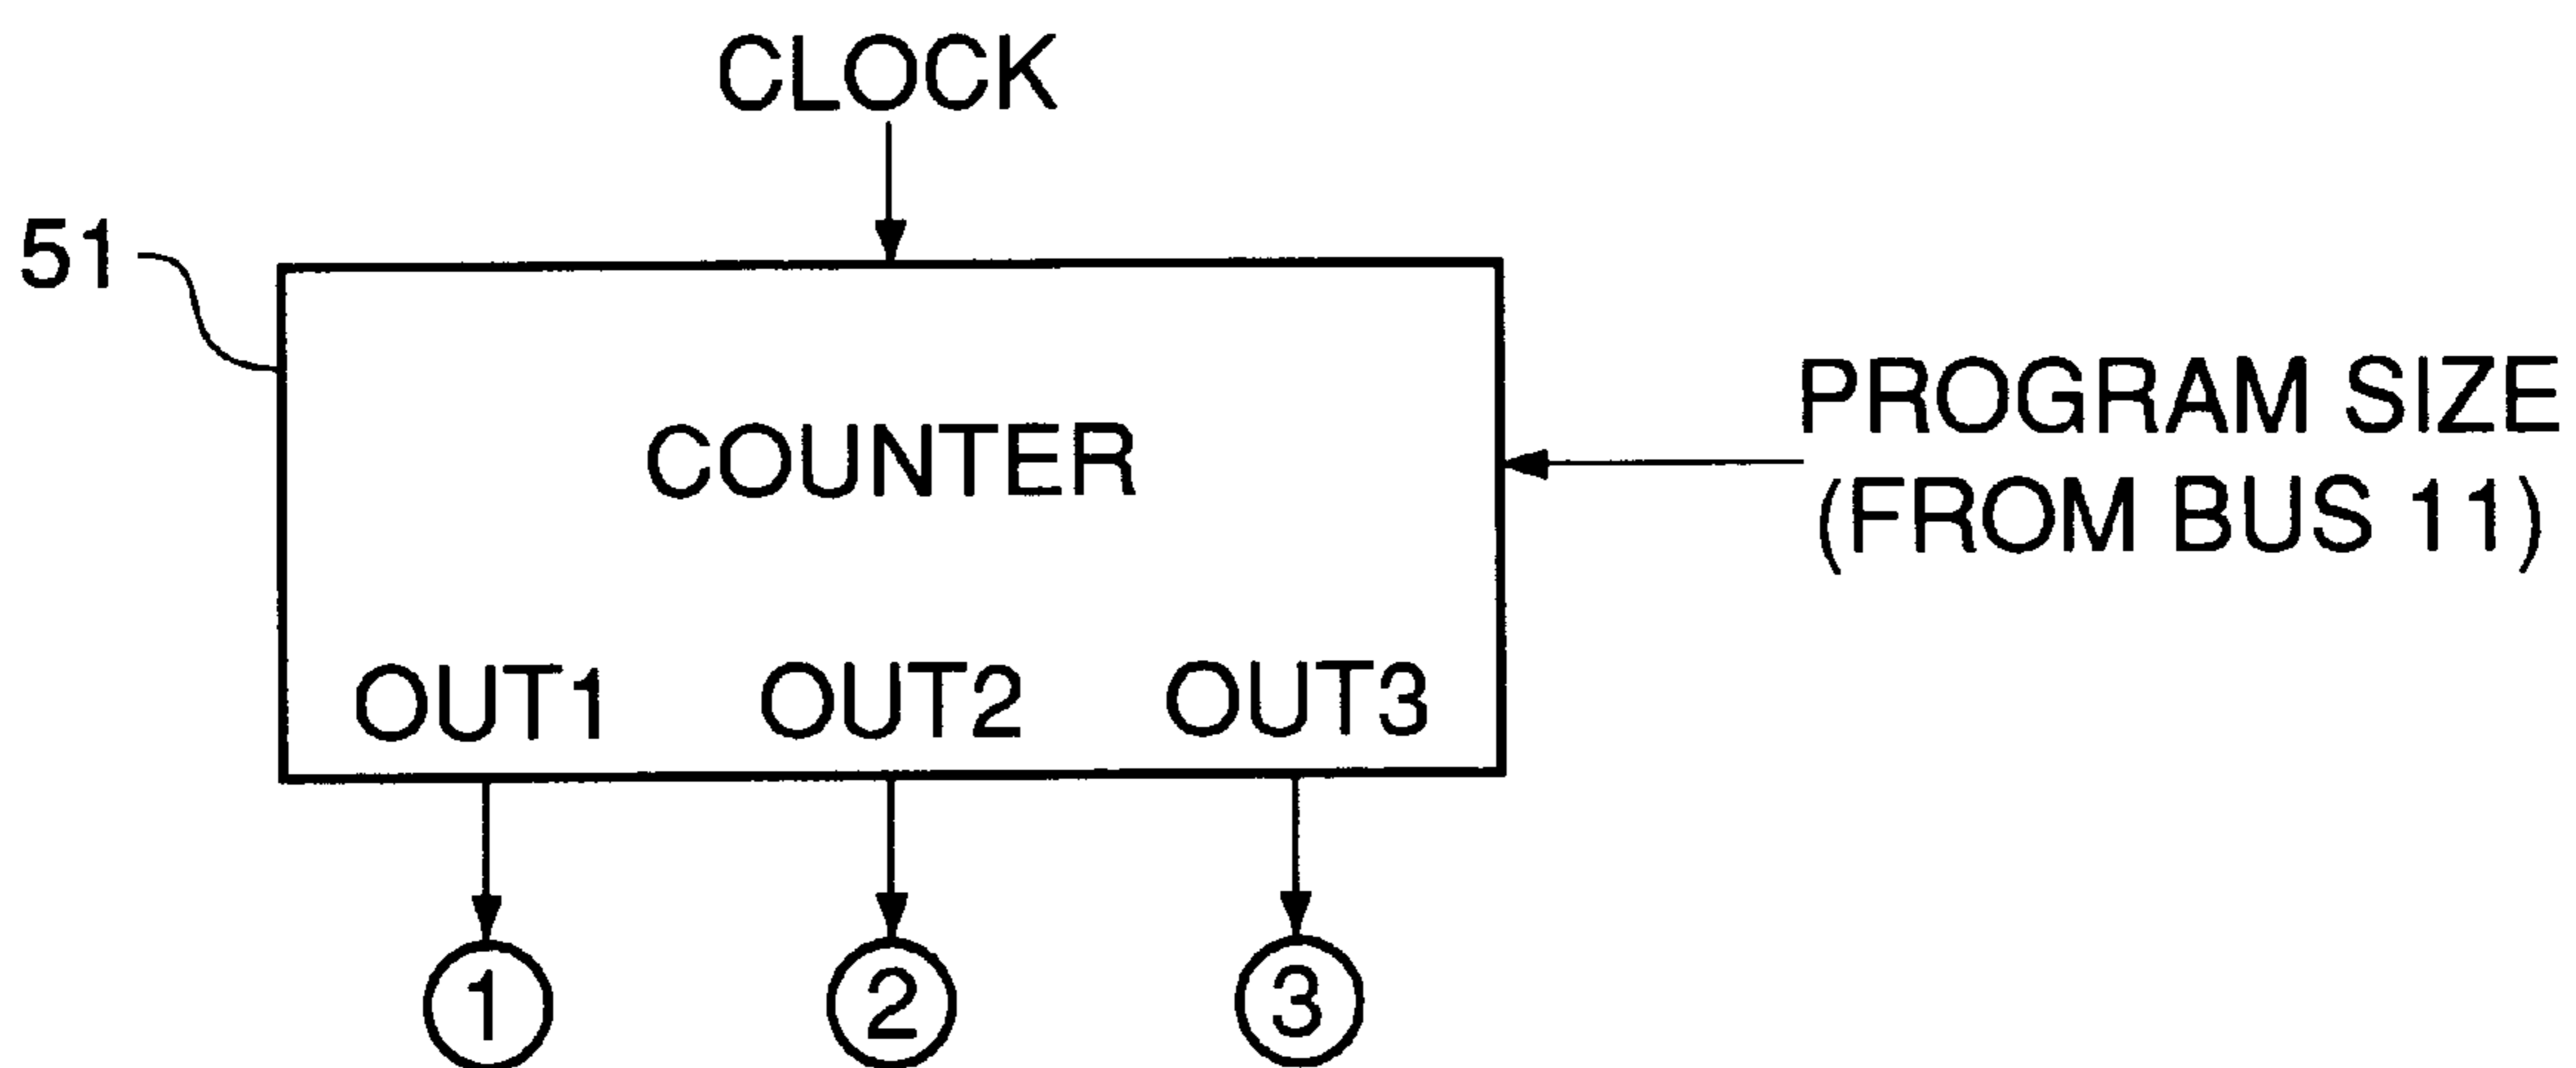 CLOCK
51
COUNTER
PROGRAM SIZE
(FROM BUS 11)
OUT1 OUT2 OUT3
1 2 3